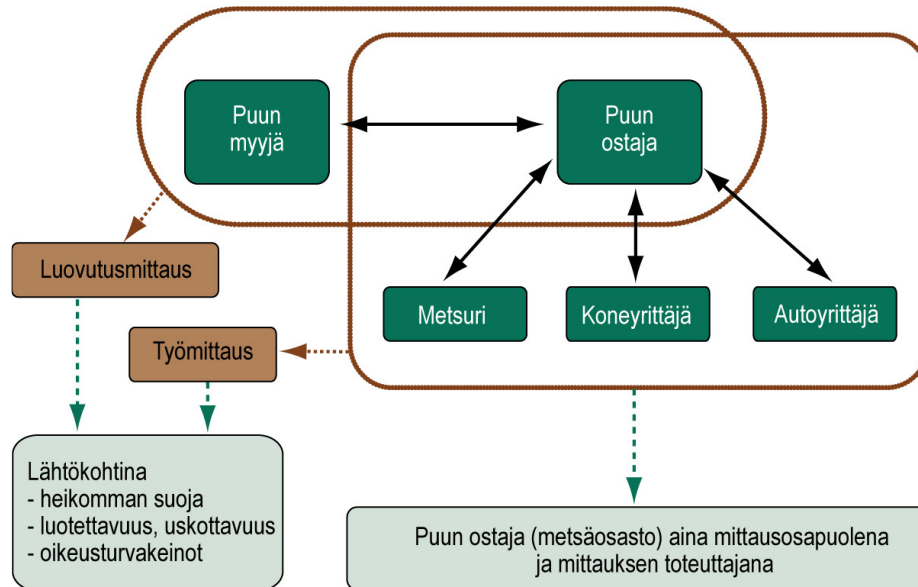 Puun
myyjä
Puun
ostaja
Luovutusmittaus
Metsuri
Koneyrittäjä
Autoyrittäjä
Työmittaus
Lähtökohtina
- heikomman suoja
- luotettavuus, uskottavuus
- oikeusturvakeinot
Puun ostaja (metsäosasto) aina mittausosapuolena
ja mittauksen toteuttajana